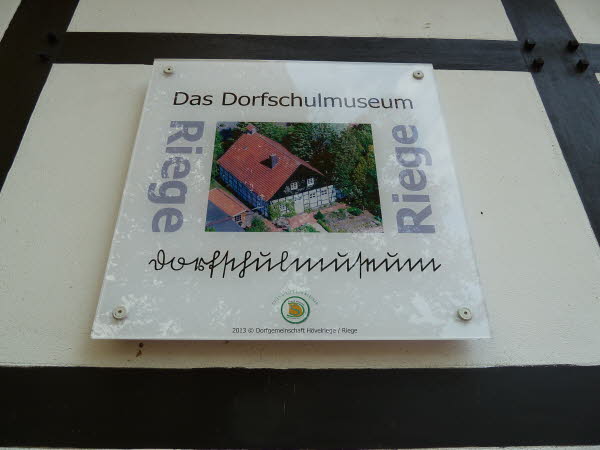 Das Dorfschulmuseum
Riege
Riege
dorfschulmuseum
2013 © Dorfgemeinschaft Hövelriege / Riege